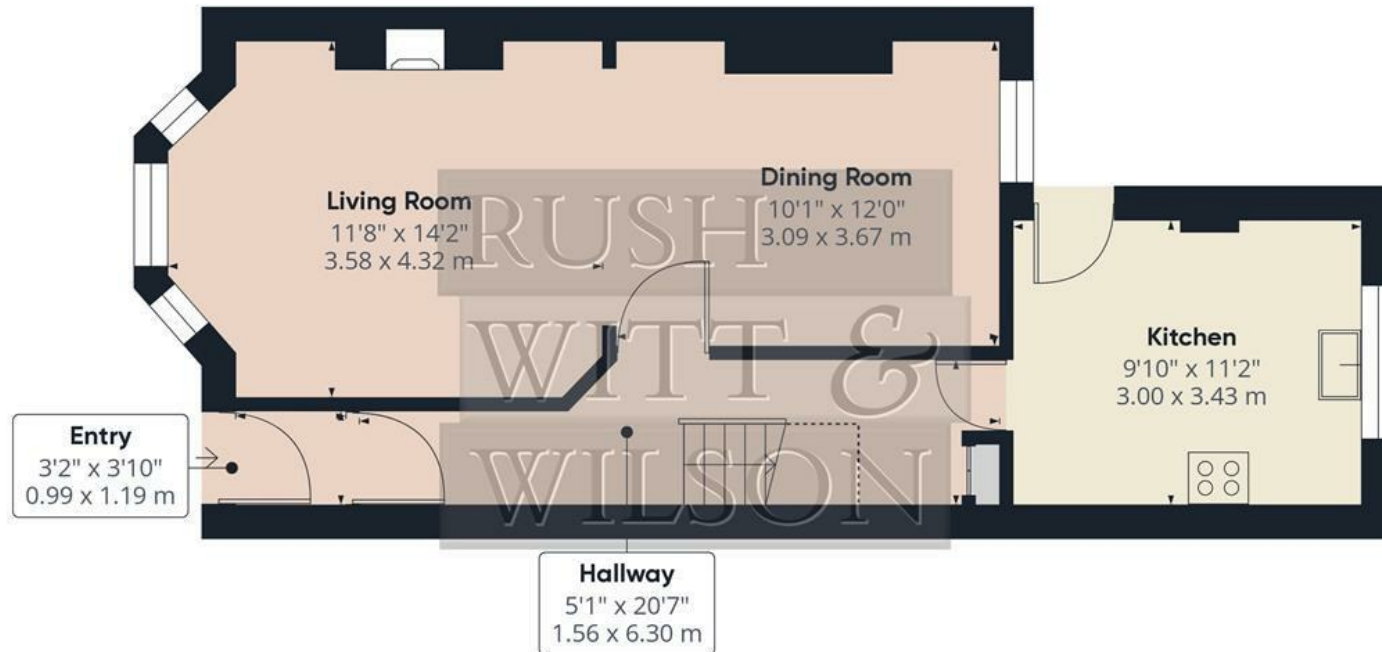 Living Room
11'8" x 14'2"
3.58 x 4.32 m
Dining Room
10'1" x 12'0"
3.09 x 3.67 m
RUSH
WITT &
WILSON
Kitchen
9'10" x 11'2"
3.00 x 3.43 m
Entry
3'2" x 3'10"
0.99 x 1.19 m
Hallway
5'1" x 20'7"
1.56 x 6.30 m